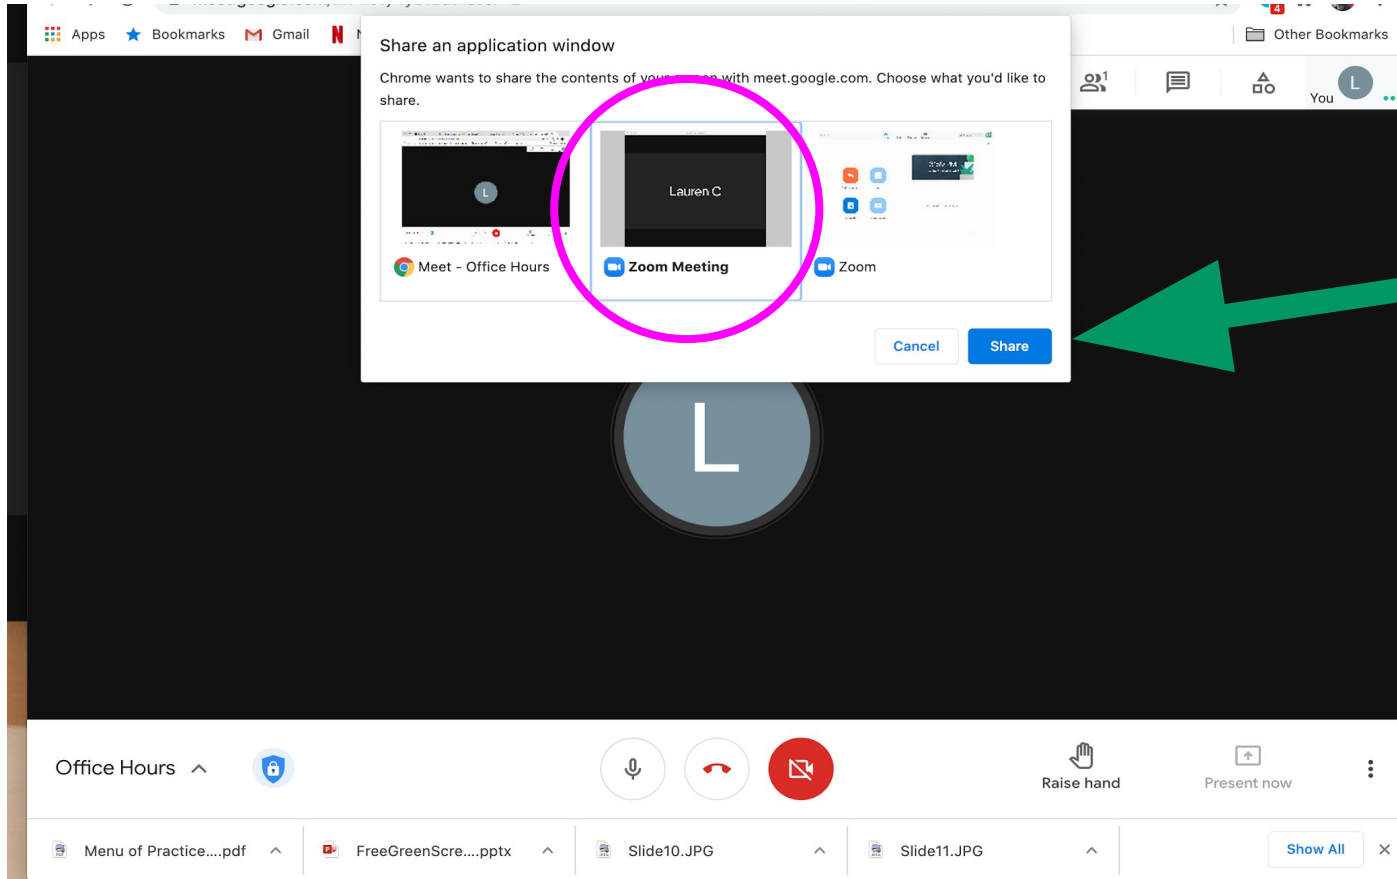 Apps Bookmarks Gmail N Other Bookmarks
4
Share an application window
Chrome wants to share the contents of your screen with meet.google.com. Choose what you'd like to
share.
1
You L
L
Lauren C
Meet - Office Hours
Zoom Meeting
Zoom
Cancel
Share
L
Office Hours
Raise hand
Present now
Menu of Practice....pdf
FreeGreenScre....pptx
Slide10.JPG
Slide11.JPG
Show All